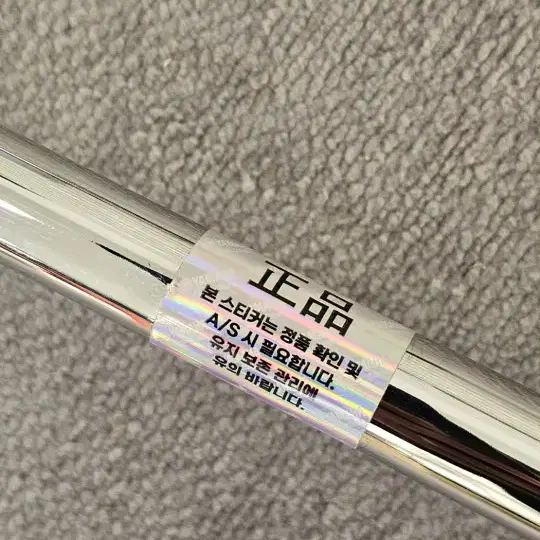 正品
본 스티커는 정품 확인 및
A/S 시 필요합니다.
유지 보존 관리에
유의 바랍니다.